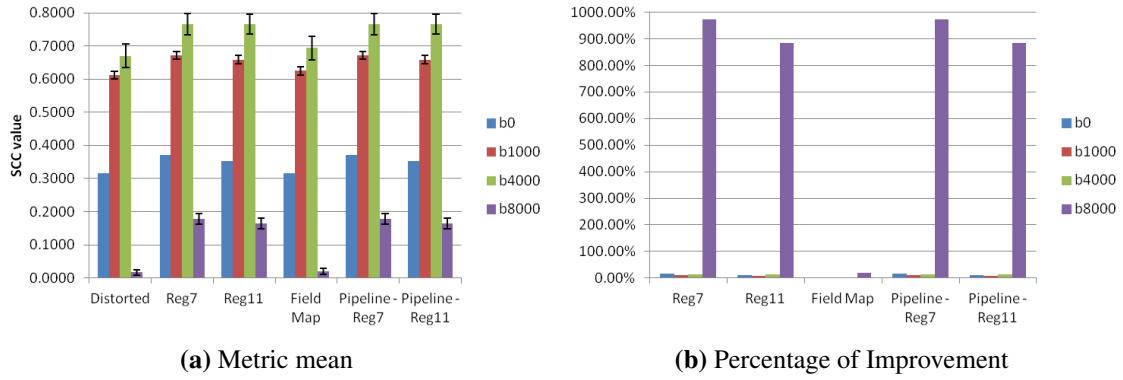 0.8000
0.7000
0.6000
0.5000
0.4000
0.3000
0.2000
0.1000
0.0000
SCC value
Distorted
Reg7
Reg11
Field
Map
Pipeline -
Reg7
Pipeline -
Reg11
b0
b1000
b4000
b8000
(a) Metric mean
1000.00%
900.00%
800.00%
700.00%
600.00%
500.00%
400.00%
300.00%
200.00%
100.00%
0.00%
Reg7
Reg11
Field Map
Pipeline -
Reg7
Pipeline -
Reg11
b0
b1000
b4000
b8000
(b) Percentage of Improvement